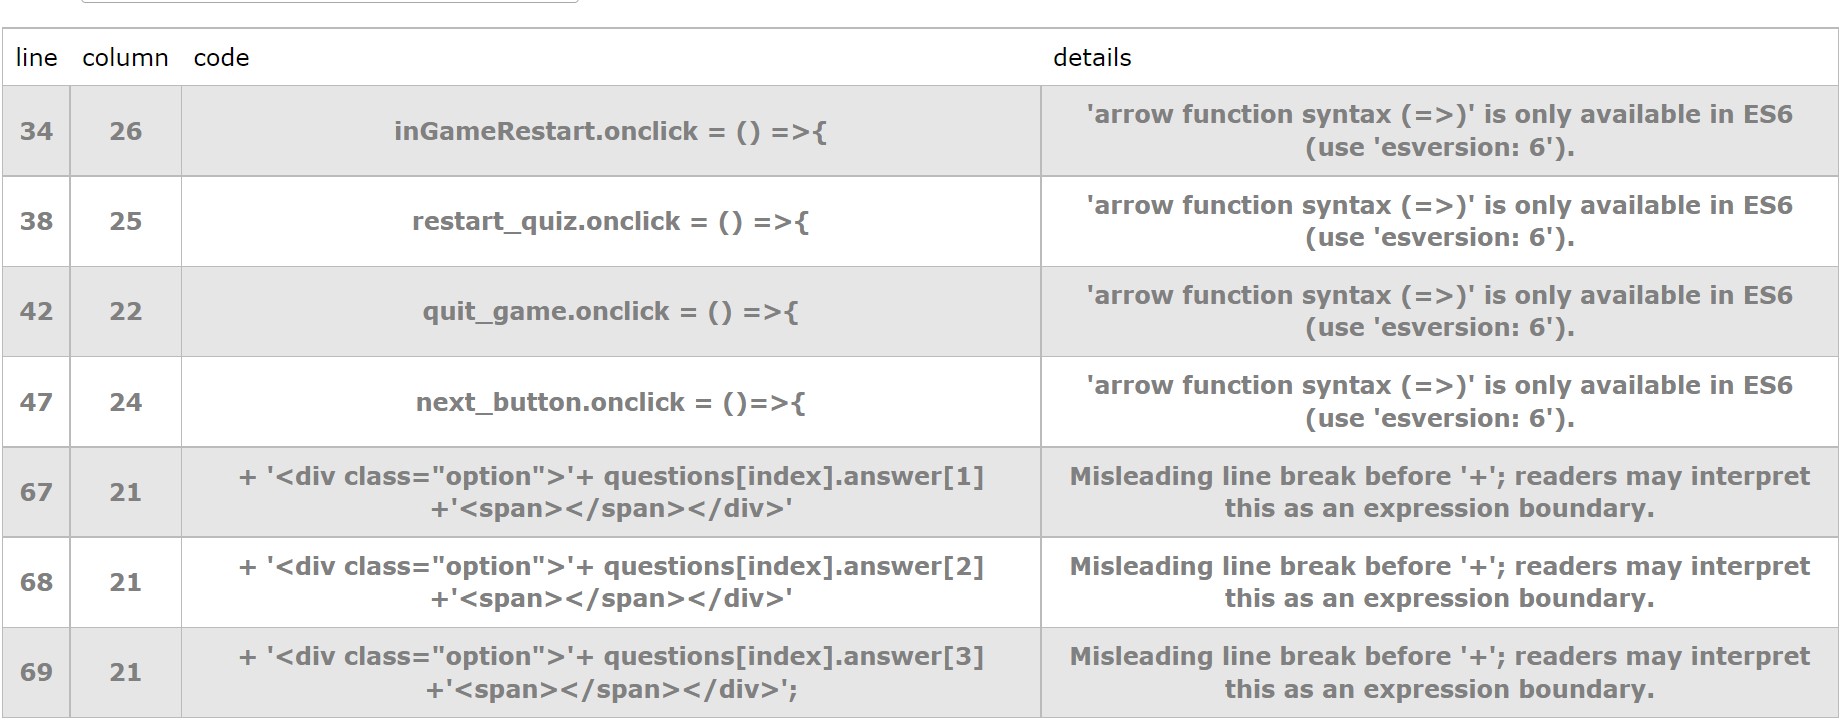 line column code details
34 26 inGameRestart.onclick = () =>{ 'arrow function syntax (=>)' is only available in ES6
(use 'esversion: 6').
38 25 restart_quiz.onclick = () =>{ 'arrow function syntax (=>)' is only available in ES6
(use 'esversion: 6').
42 22 quit_game.onclick = () =>{ 'arrow function syntax (=>)' is only available in ES6
(use 'esversion: 6').
47 24 next_button.onclick = ()=>{ 'arrow function syntax (=>)' is only available in ES6
(use 'esversion: 6').
67 21 + '<div class="option">'+ questions[index].answer[1]
+'<span></span></div>'
Misleading line break before '+'; readers may interpret
this as an expression boundary.
68 21 + '<div class="option">'+ questions[index].answer[2]
+'<span></span></div>'
Misleading line break before '+'; readers may interpret
this as an expression boundary.
69 21 + '<div class="option">'+ questions[index].answer[3]
+'<span></span></div>';
Misleading line break before '+'; readers may interpret
this as an expression boundary.